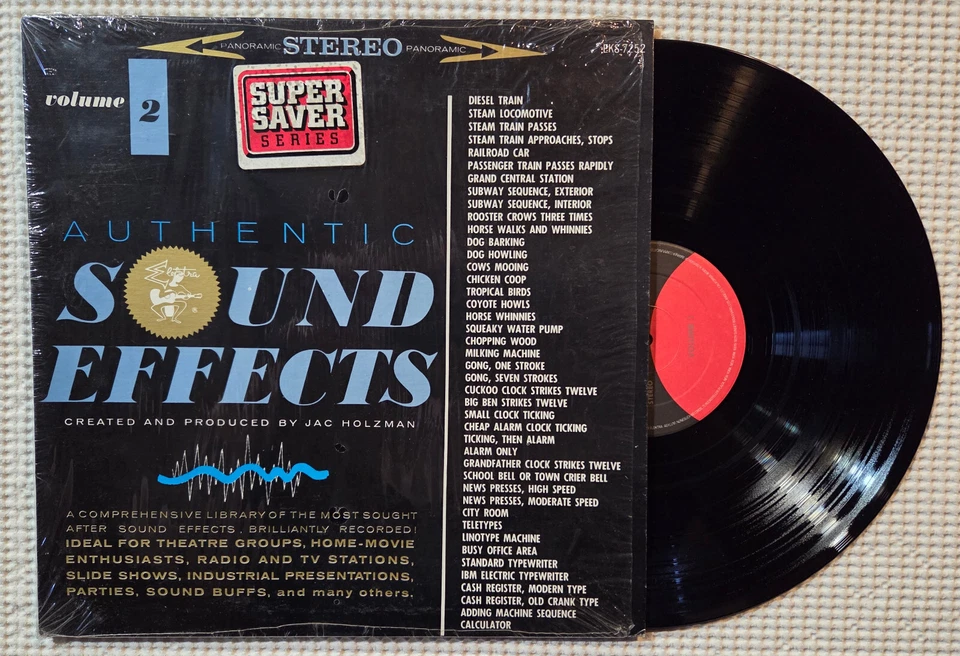 PANORAMIC STEREO PANORAMIC
EKS-7252
volume 2
SUPER
SAVER
SERIES
AUTHENTIC
Elektra
SOUND
®
EFFECTS
CREATED AND PRODUCED BY JAC HOLZMAN
A COMPREHENSIVE LIBRARY OF THE MOST SOUGHT
AFTER SOUND EFFECTS. BRILLIANTLY RECORDED!
IDEAL FOR THEATRE GROUPS, HOME-MOVIE
ENTHUSIASTS, RADIO AND TV STATIONS,
SLIDE SHOWS, INDUSTRIAL PRESENTATIONS,
PARTIES, SOUND BUFFS, and many others.
DIESEL TRAIN
STEAM LOCOMOTIVE
STEAM TRAIN PASSES
STEAM TRAIN APPROACHES, STOPS
RAILROAD CAR
PASSENGER TRAIN PASSES RAPIDLY
GRAND CENTRAL STATION
SUBWAY SEQUENCE, EXTERIOR
SUBWAY SEQUENCE, INTERIOR
ROOSTER CROWS THREE TIMES
HORSE WALKS AND WHINNIES
DOG BARKING
DOG HOWLING
COWS MOOING
CHICKEN COOP
TROPICAL BIRDS
COYOTE HOWLS
HORSE WHINNIES
SQUEAKY WATER PUMP
CHOPPING WOOD
MILKING MACHINE
GONG, ONE STROKE
GONG, SEVEN STROKES
CUCKOO CLOCK STRIKES TWELVE
BIG BEN STRIKES TWELVE
SMALL CLOCK TICKING
CHEAP ALARM CLOCK TICKING
TICKING, THEN ALARM
ALARM ONLY
GRANDFATHER CLOCK STRIKES TWELVE
SCHOOL BELL OR TOWN CRIER BELL
NEWS PRESSES, HIGH SPEED
NEWS PRESSES, MODERATE SPEED
CITY ROOM
TELETYPES
LINOTYPE MACHINE
BUSY OFFICE AREA
STANDARD TYPEWRITER
IBM ELECTRIC TYPEWRITER
CASH REGISTER, MODERN TYPE
CASH REGISTER, OLD CRANK TYPE
ADDING MACHINE SEQUENCE
CALCULATOR
STEREO